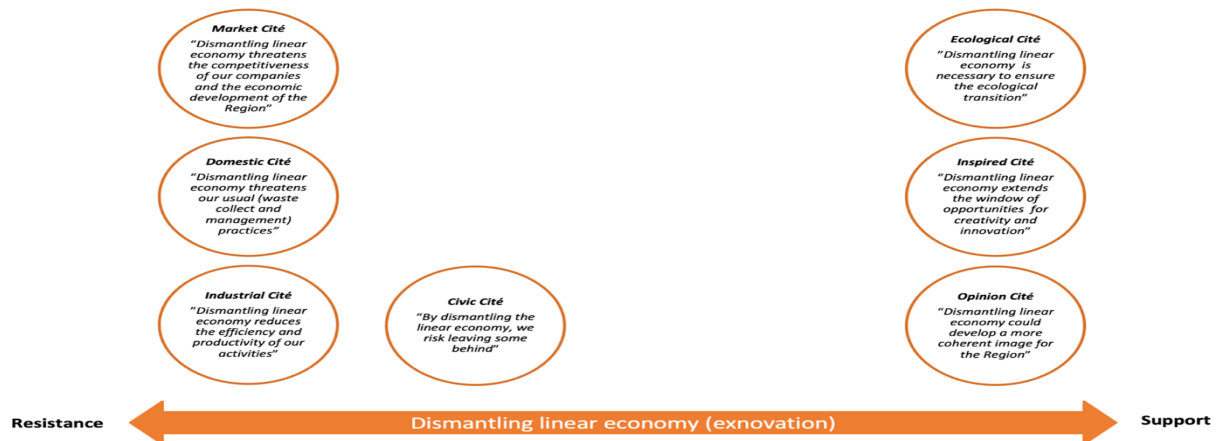 Market Cité
"Dismantling linear
economy threatens
the competitiveness
of our companies
and the economic
development of the
Region"
Ecological Cité
"Dismantling linear
economy is
necessary to ensure
the ecological
transition"
Domestic Cité
"Dismantling linear
economy threatens
our usual (waste
collect and
management)
practices"
Inspired Cité
"Dismantling linear
economy extends
the window of
opportunities for
creativity and
innovation"
Industrial Cité
"Dismantling linear
economy reduces
the efficiency and
productivity of our
activities"
Civic Cité
"By dismantling the
linear economy, we
risk leaving some
behind"
Opinion Cité
"Dismantling linear
economy could
develop a more
coherent image for
the Region"
Resistance
Dismantling linear economy (exnovation)
Support